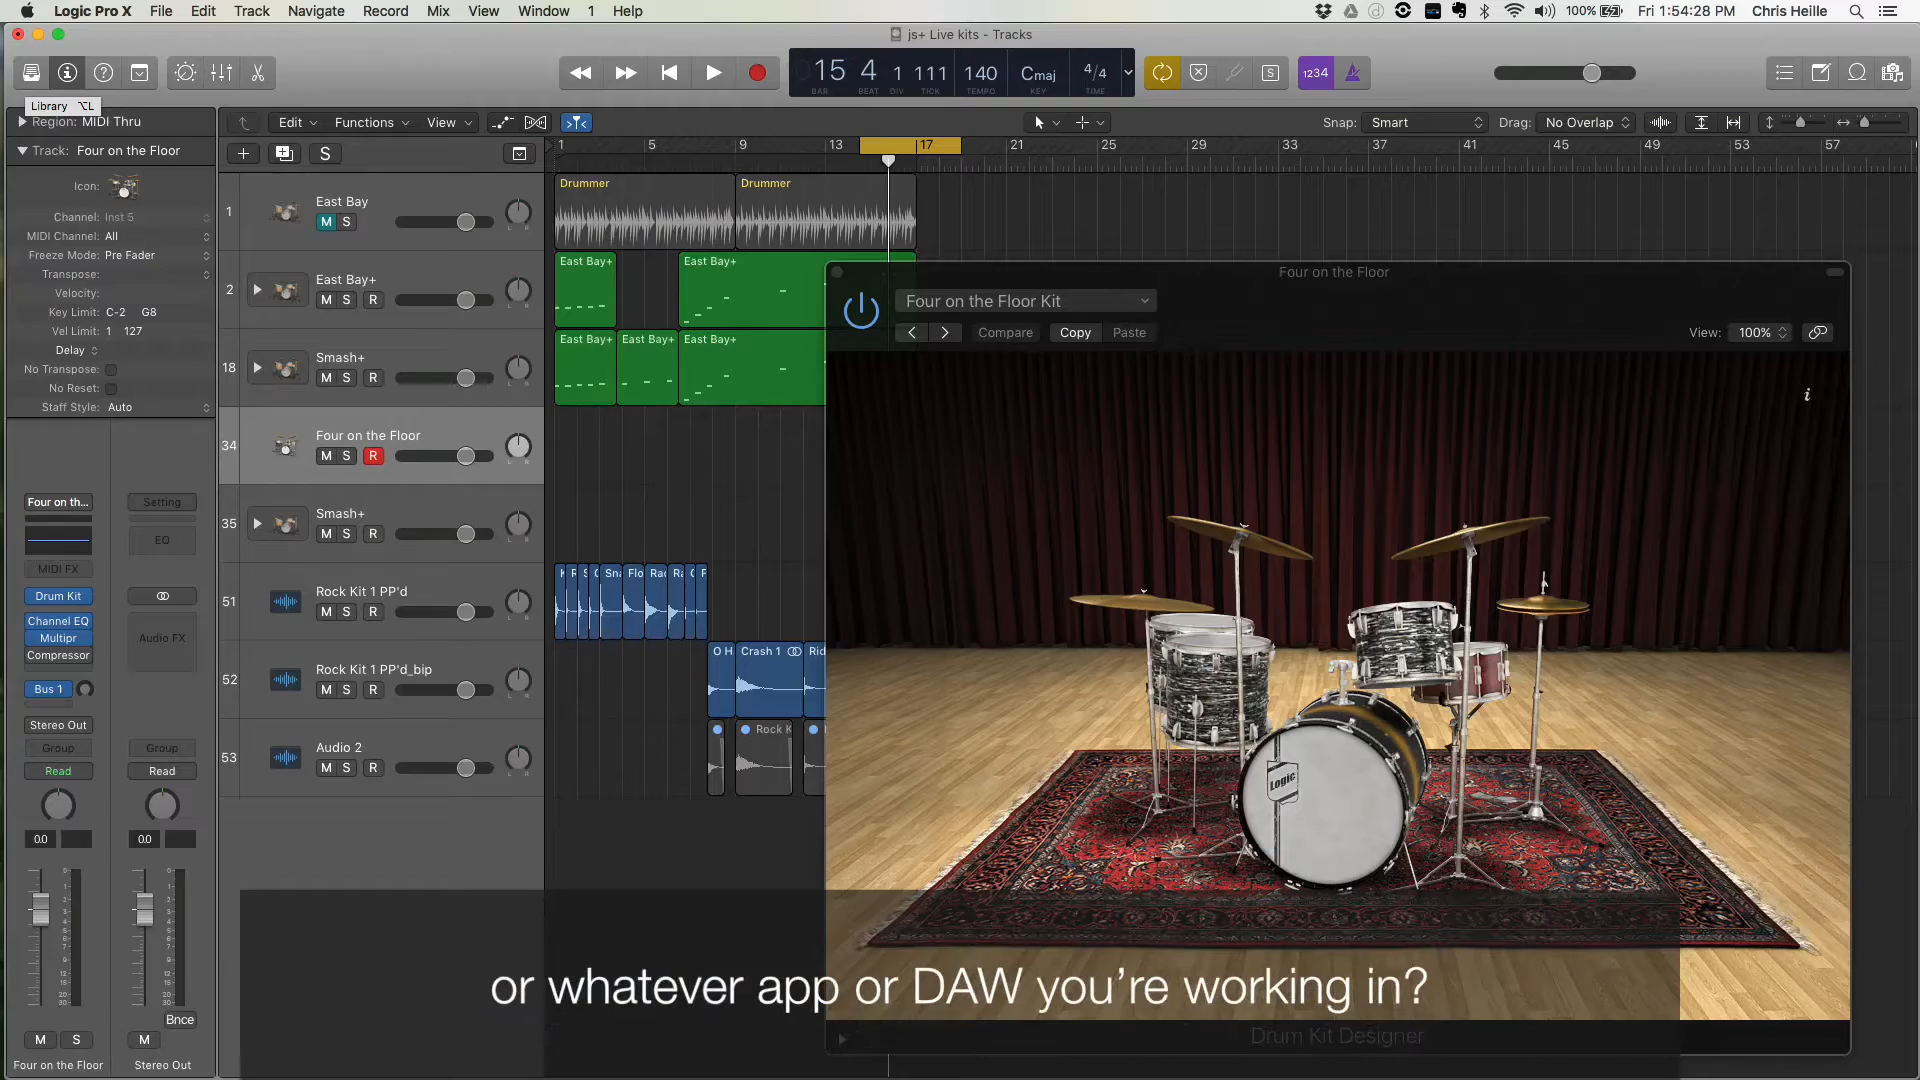 Logic Pro X File Edit Track Navigate Record Mix View Window 1 Help
100% Fri 1:54:28 PM Chris Heille
js+ Live kits - Tracks
15 4 1 111 140 Cmaj 4/4
BAR BEAT DIV TICK TEMPO KEY TIME
S 1234
Library ⌥L
Region: MIDI Thru
Edit Functions View
Snap: Smart Drag: No Overlap
Track: Four on the Floor
S
1 5 9 13 17 21 25 29 33 37 41 45 49 53 57
Icon:
Channel: Inst 5
MIDI Channel: All
Freeze Mode: Pre Fader
Transpose:
Velocity:
Key Limit: C-2 G8
Vel Limit: 1 127
Delay
No Transpose:
No Reset:
Staff Style: Auto
1 East Bay
M S
Drummer Drummer
2 East Bay+
M S R
East Bay+ East Bay+
18 Smash+
M S R
East Bay+ East Bay+ East Bay+
34 Four on the Floor
M S R
35 Smash+
M S R
51 Rock Kit 1 PP'd
M S R
K R S C Sna Flo Rac Ra C F
52 Rock Kit 1 PP'd_bip
M S R
O H Crash 1 Rid
53 Audio 2
M S R
Rock K
Four on th... Setting
EQ
MIDI FX
Drum Kit
Channel EQ
Multipr Audio FX
Compressor
Bus 1
Stereo Out
Group Group
Read Read
0.0 0.0
Bnce
M S M
Four on the Floor Stereo Out
Four on the Floor
Four on the Floor Kit
Compare Copy Paste
View: 100%
i
Logic
or whatever app or DAW you're working in?
Drum Kit Designer